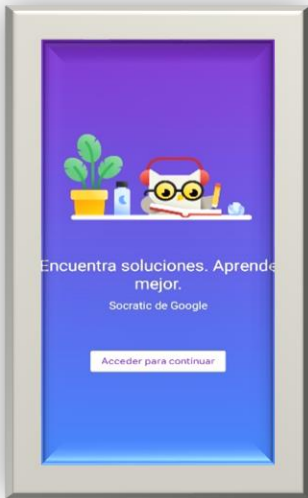 Encuentra soluciones. Aprende
mejor.
Socratic de Google
Acceder para continuar